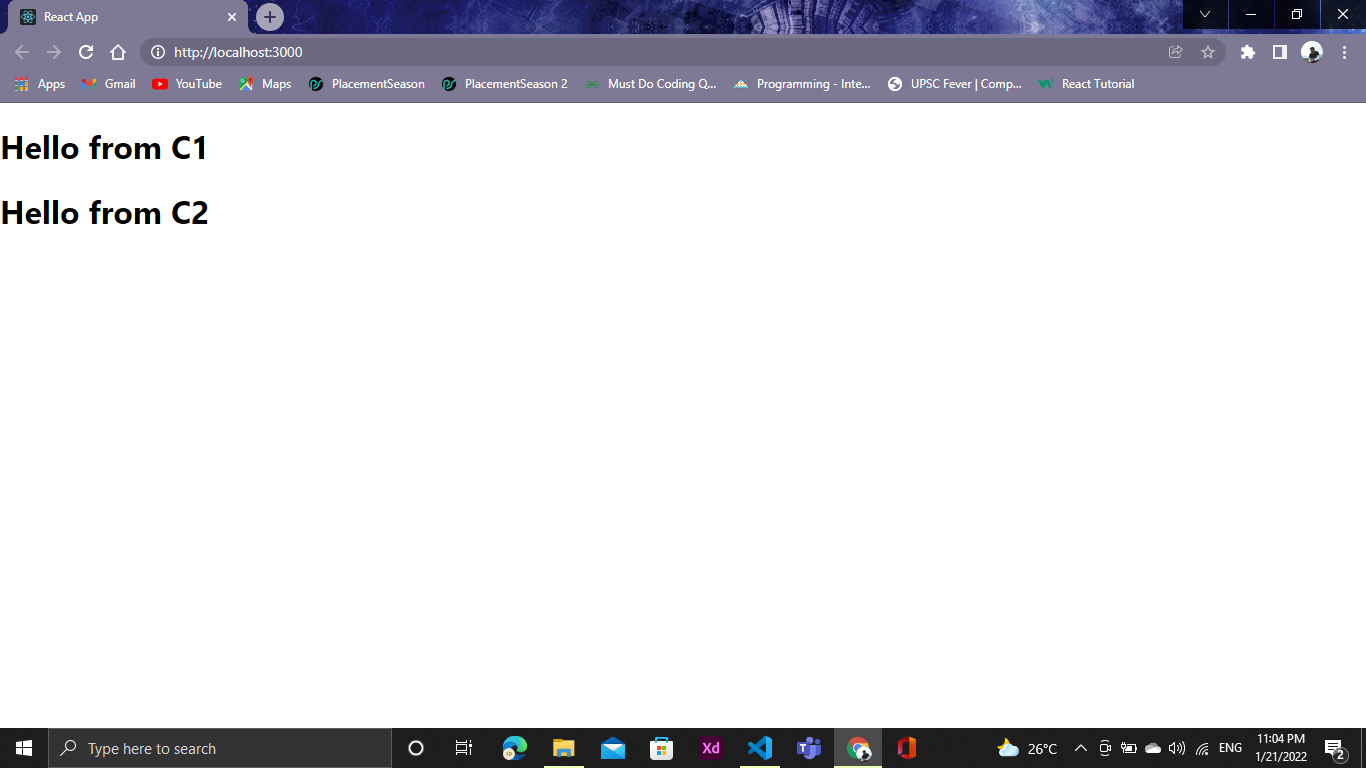 React App
http://localhost:3000
Apps Gmail YouTube Maps PlacementSeason PlacementSeason 2 Must Do Coding Q... Programming - Inte... UPSC Fever | Comp... React Tutorial
Hello from C1
Hello from C2
Type here to search
Xd
26°C
ENG
11:04 PM
1/21/2022
2